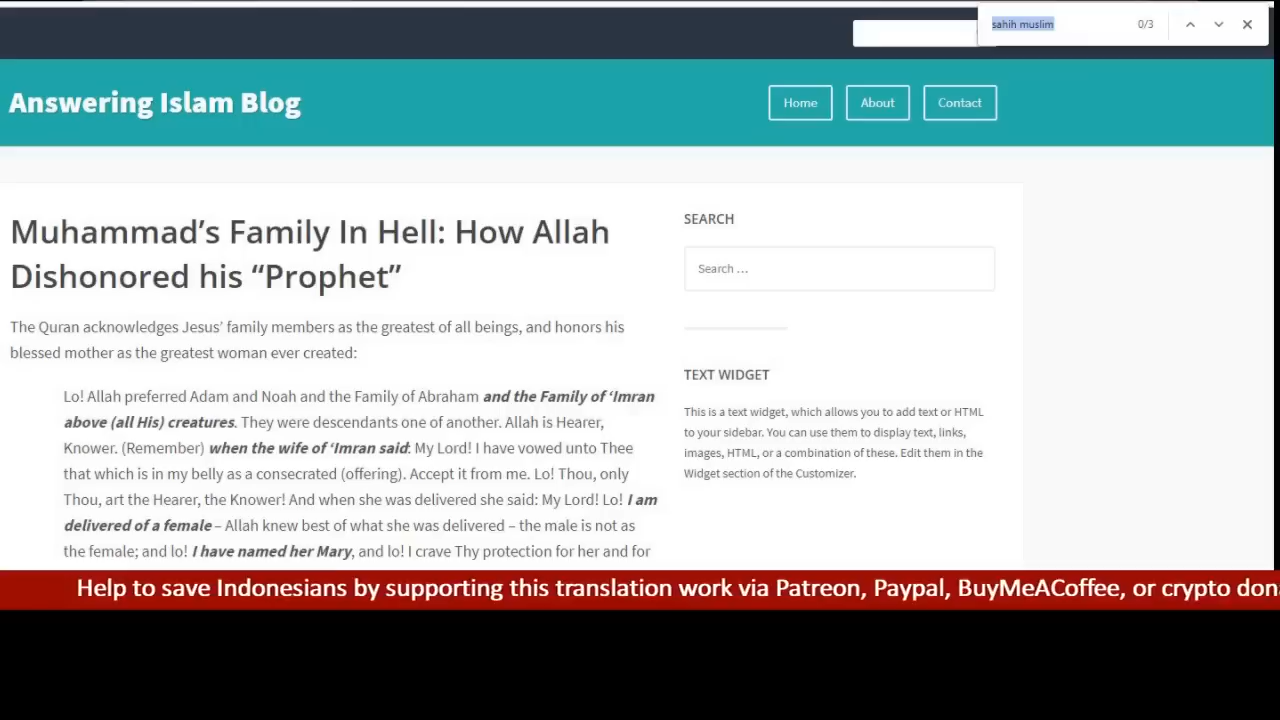 sahih muslim 0/3
Answering Islam Blog
Home About Contact
Muhammad’s Family In Hell: How Allah
Dishonored his “Prophet”
The Quran acknowledges Jesus’ family members as the greatest of all beings, and honors his
blessed mother as the greatest woman ever created:
Lo! Allah preferred Adam and Noah and the Family of Abraham and the Family of ‘Imran
above (all His) creatures. They were descendants one of another. Allah is Hearer,
Knower. (Remember) when the wife of ‘Imran said: My Lord! I have vowed unto Thee
that which is in my belly as a consecrated (offering). Accept it from me. Lo! Thou, only
Thou, art the Hearer, the Knower! And when she was delivered she said: My Lord! Lo! I am
delivered of a female – Allah knew best of what she was delivered – the male is not as
the female; and lo! I have named her Mary, and lo! I crave Thy protection for her and for
SEARCH
Search …
TEXT WIDGET
This is a text widget, which allows you to add text or HTML
to your sidebar. You can use them to display text, links,
images, HTML, or a combination of these. Edit them in the
Widget section of the Customizer.
Help to save Indonesians by supporting this translation work via Patreon, Paypal, BuyMeACoffee, or crypto don